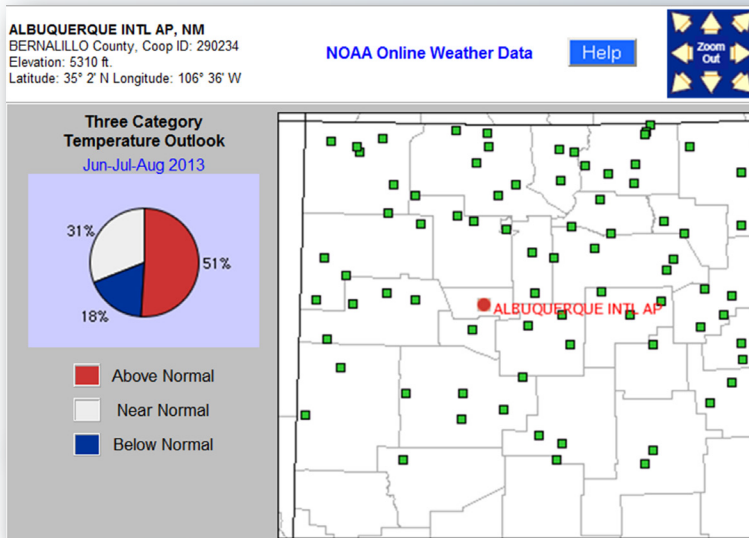 ALBUQUERQUE INTL AP, NM
BERNALILLO County, Coop ID: 290234
Elevation: 5310 ft.
Latitude: 35° 2' N Longitude: 106° 36' W
NOAA Online Weather Data
Help
Zoom
Out
Three Category
Temperature Outlook
Jun-Jul-Aug 2013
31%
51%
18%
Above Normal
Near Normal
Below Normal
ALBUQUERQUE INTL AP